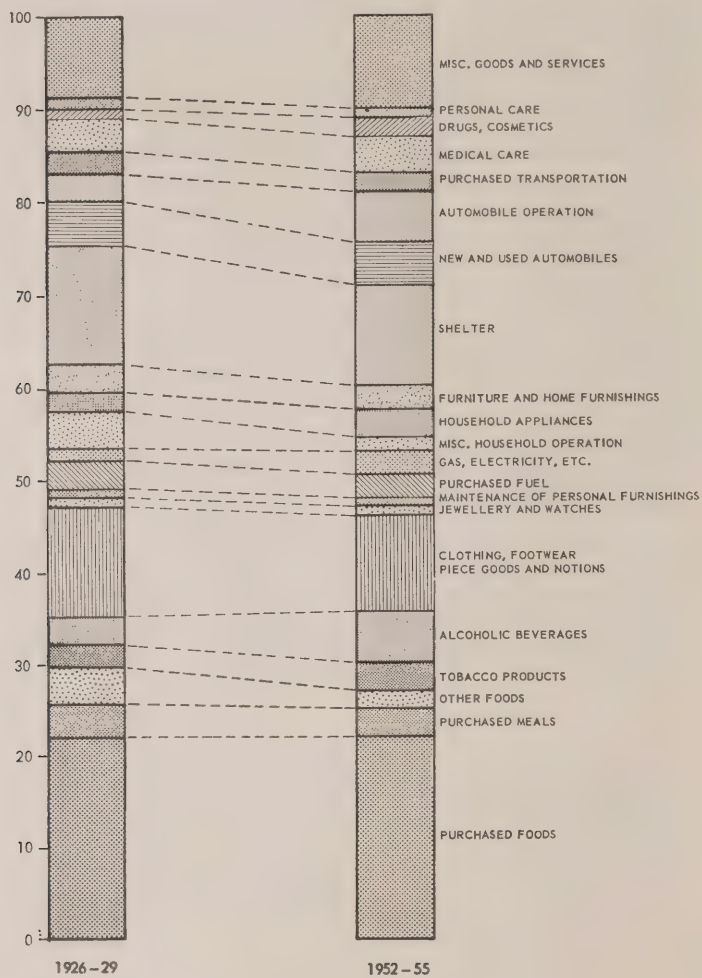 100
90
80
70
60
50
40
30
20
10
0
MISC. GOODS AND SERVICES
PERSONAL CARE
DRUGS, COSMETICS
MEDICAL CARE
PURCHASED TRANSPORTATION
AUTOMOBILE OPERATION
NEW AND USED AUTOMOBILES
SHELTER
FURNITURE AND HOME FURNISHINGS
HOUSEHOLD APPLIANCES
MISC. HOUSEHOLD OPERATION
GAS, ELECTRICITY, ETC.
PURCHASED FUEL
MAINTENANCE OF PERSONAL FURNISHINGS
JEWELLERY AND WATCHES
CLOTHING, FOOTWEAR
PIECE GOODS AND NOTIONS
ALCOHOLIC BEVERAGES
TOBACCO PRODUCTS
OTHER FOODS
PURCHASED MEALS
PURCHASED FOODS
1926-29
1952-55